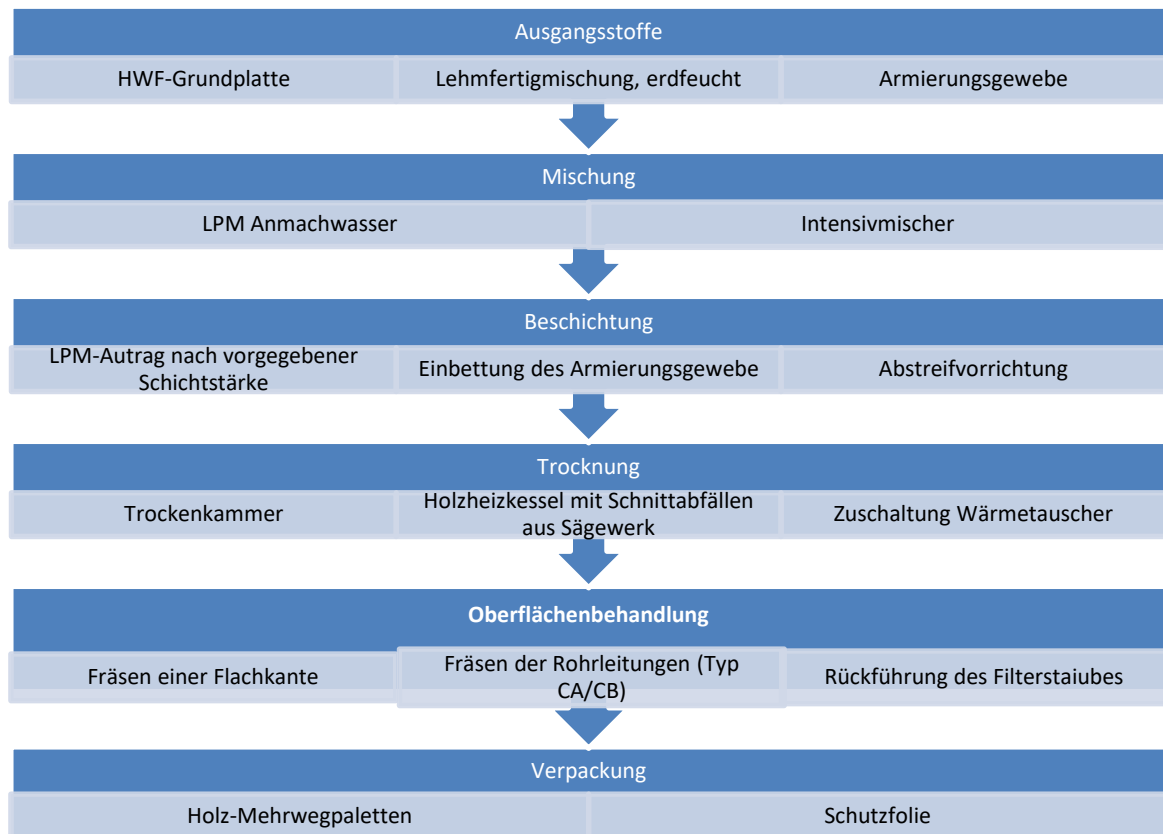 Ausgangsstoffe
HWF-Grundplatte
Lehmfertigmischung, erdfeucht
Armierungsgewebe
Mischung
LPM Anmachwasser
Intensivmischer
Beschichtung
LPM-Autrag nach vorgegebener
Schichtstärke
Einbettung des Armierungsgewebe
Abstreifvorrichtung
Trocknung
Trockenkammer
Holzheizkessel mit Schnittabfällen
aus Sägewerk
Zuschaltung Wärmetauscher
Oberflächenbehandlung
Fräsen einer Flachkante
Fräsen der Rohrleitungen (Typ
CA/CB)
Rückführung des Filterstaiubes
Verpackung
Holz-Mehrwegpaletten
Schutzfolie